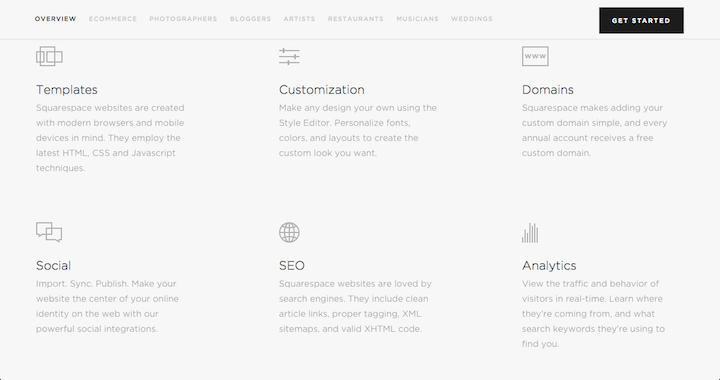 OVERVIEW ECOMMERCE PHOTOGRAPHERS BLOGGERS ARTISTS RESTAURANTS MUSICIANS WEDDINGS GET STARTED
Templates
Squarespace websites are created
with modern browsers and mobile
devices in mind. They employ the
latest HTML, CSS and Javascript
techniques.
Customization
Make any design your own using the
Style Editor. Personalize fonts,
colors, and layouts to create the
custom look you want.
WWW
Domains
Squarespace makes adding your
custom domain simple, and every
annual account receives a free
custom domain.
Social
Import. Sync. Publish. Make your
website the center of your online
identity on the web with our
powerful social integrations.
SEO
Squarespace websites are loved by
search engines. They include clean
article links, proper tagging, XML
sitemaps, and valid XHTML code.
Analytics
View the traffic and behavior of
visitors in real-time. Learn where
they're coming from, and what
search keywords they're using to
find you.